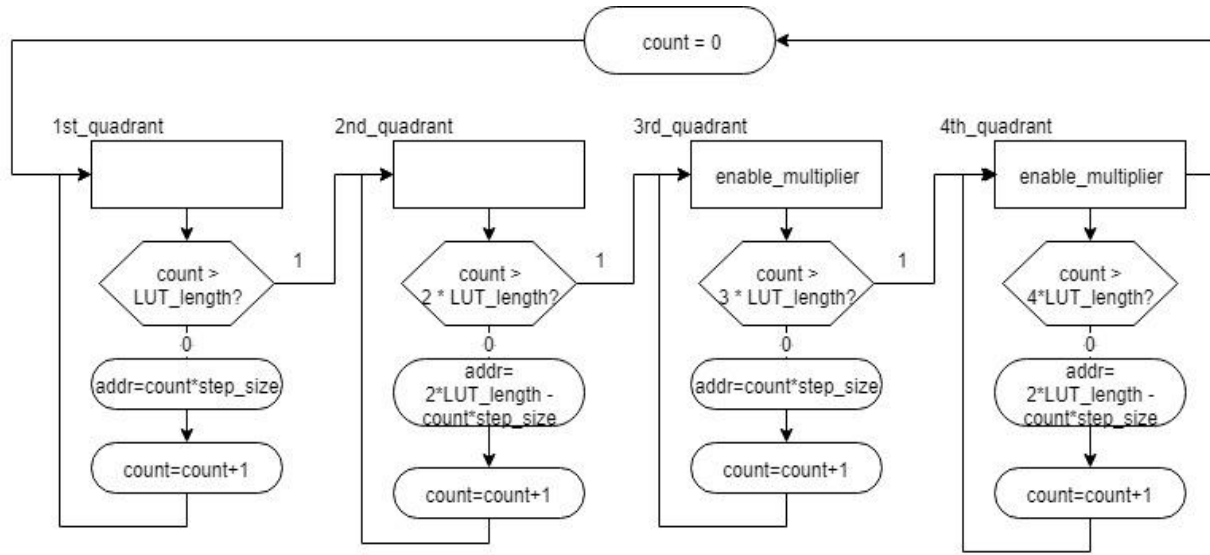 count = 0
1st_quadrant
2nd_quadrant
3rd_quadrant
4th_quadrant
enable_multiplier
enable_multiplier
count >
LUT_length?
1
count >
2 * LUT_length?
1
count >
3 * LUT_length?
1
count >
4*LUT_length?
0
0
0
0
addr=count*step_size
addr=
2*LUT_length -
count*step_size
addr=count*step_size
addr=
2*LUT_length -
count*step_size
count=count+1
count=count+1
count=count+1
count=count+1